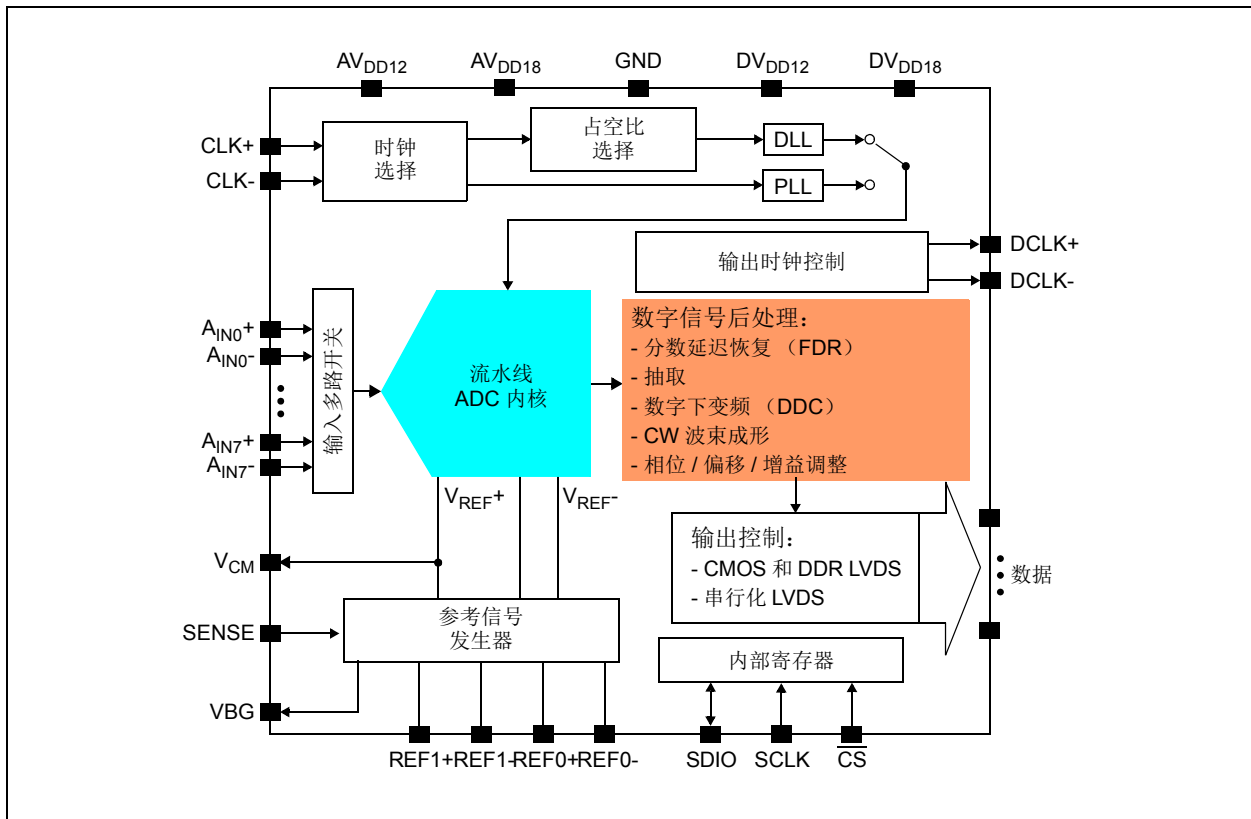 AVDD12 AVDD18 GND DVDD12 DVDD18
CLK+
CLK-
时钟
选择
占空比
选择
DLL
PLL
输出时钟控制
DCLK+
DCLK-
AIN0+
AIN0-
AIN7+
AIN7-
输入多路开关
流水线
ADC 内核
数字信号后处理：
- 分数延迟恢复 （FDR）
- 抽取
- 数字下变频 （DDC）
- CW 波束成形
- 相位 / 偏移 / 增益调整
VREF+ VREF-
输出控制：
- CMOS 和 DDR LVDS
- 串行化 LVDS
数据
VCM
SENSE
VBG
参考信号
发生器
内部寄存器
REF1+ REF1- REF0+ REF0- SDIO SCLK CS